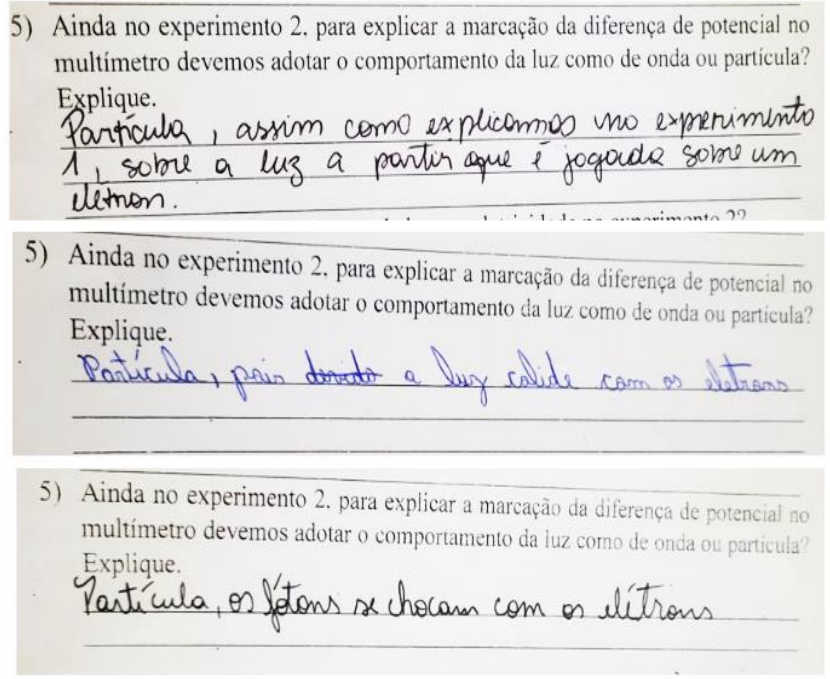 5) Ainda no experimento 2. para explicar a marcação da diferença de potencial no
multímetro devemos adotar o comportamento da luz como de onda ou partícula?
Explique.
Partícula, assim como explicamos no experimento
1, sobre a luz a partir que é jogada sobre um
eletron.
5) Ainda no experimento 2. para explicar a marcação da diferença de potencial no
multímetro devemos adotar o comportamento da luz como de onda ou partícula?
Explique.
Partícula, pois devido a luz colide com os eletrons
5) Ainda no experimento 2. para explicar a marcação da diferença de potencial no
multímetro devemos adotar o comportamento da luz como de onda ou partícula?
Explique.
Partícula, os fótons se chocam com os elétrons